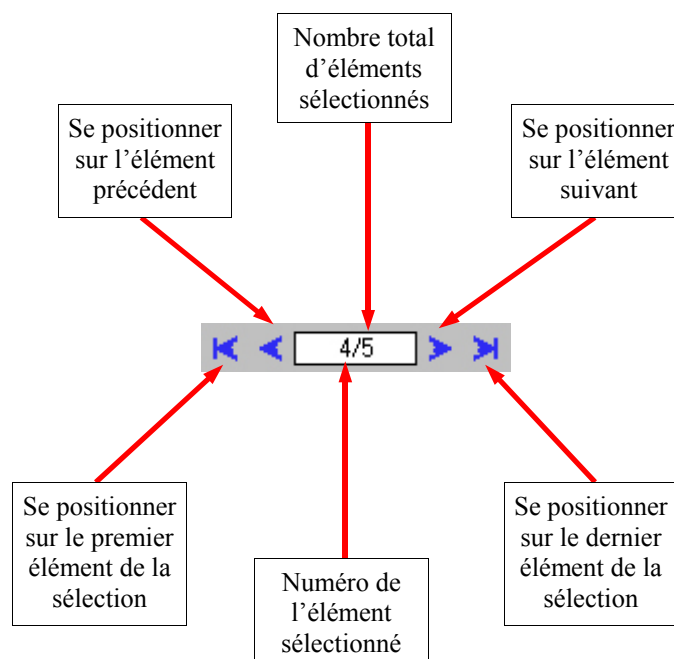 Nombre total
d’éléments
sélectionnés
Se positionner
sur l’élément
précédent
Se positionner
sur l’élément
suivant
4/5
Se positionner
sur le premier
élément de la
sélection
Numéro de
l’élément
sélectionné
Se positionner
sur le dernier
élément de la
sélection